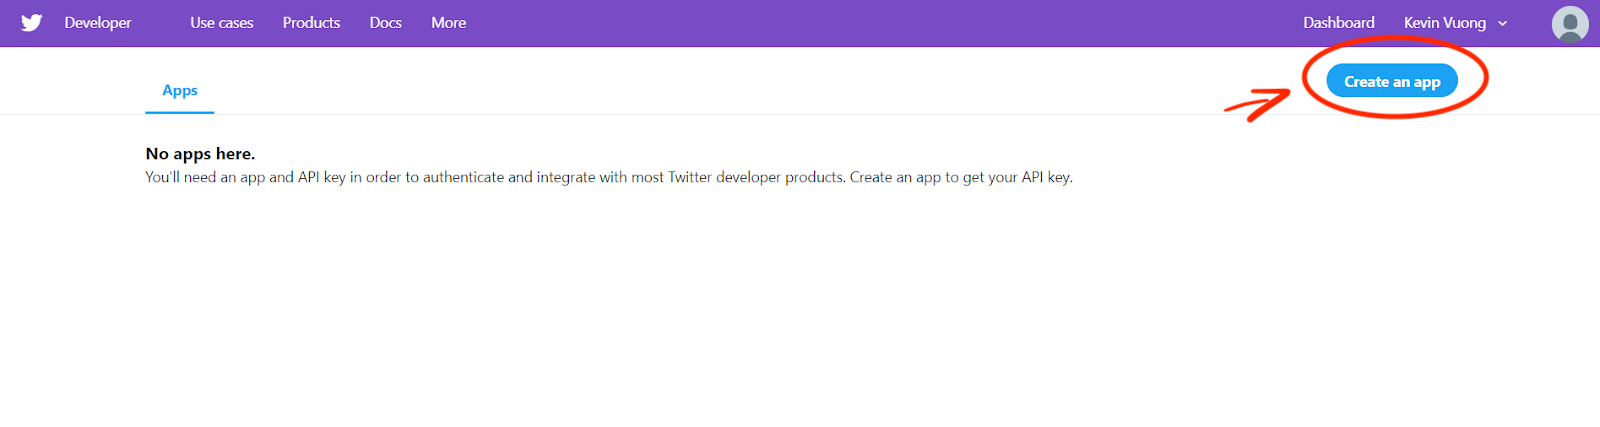 Developer Use cases Products Docs More Dashboard Kevin Vuong
Apps
Create an app
No apps here.
You'll need an app and API key in order to authenticate and integrate with most Twitter developer products. Create an app to get your API key.